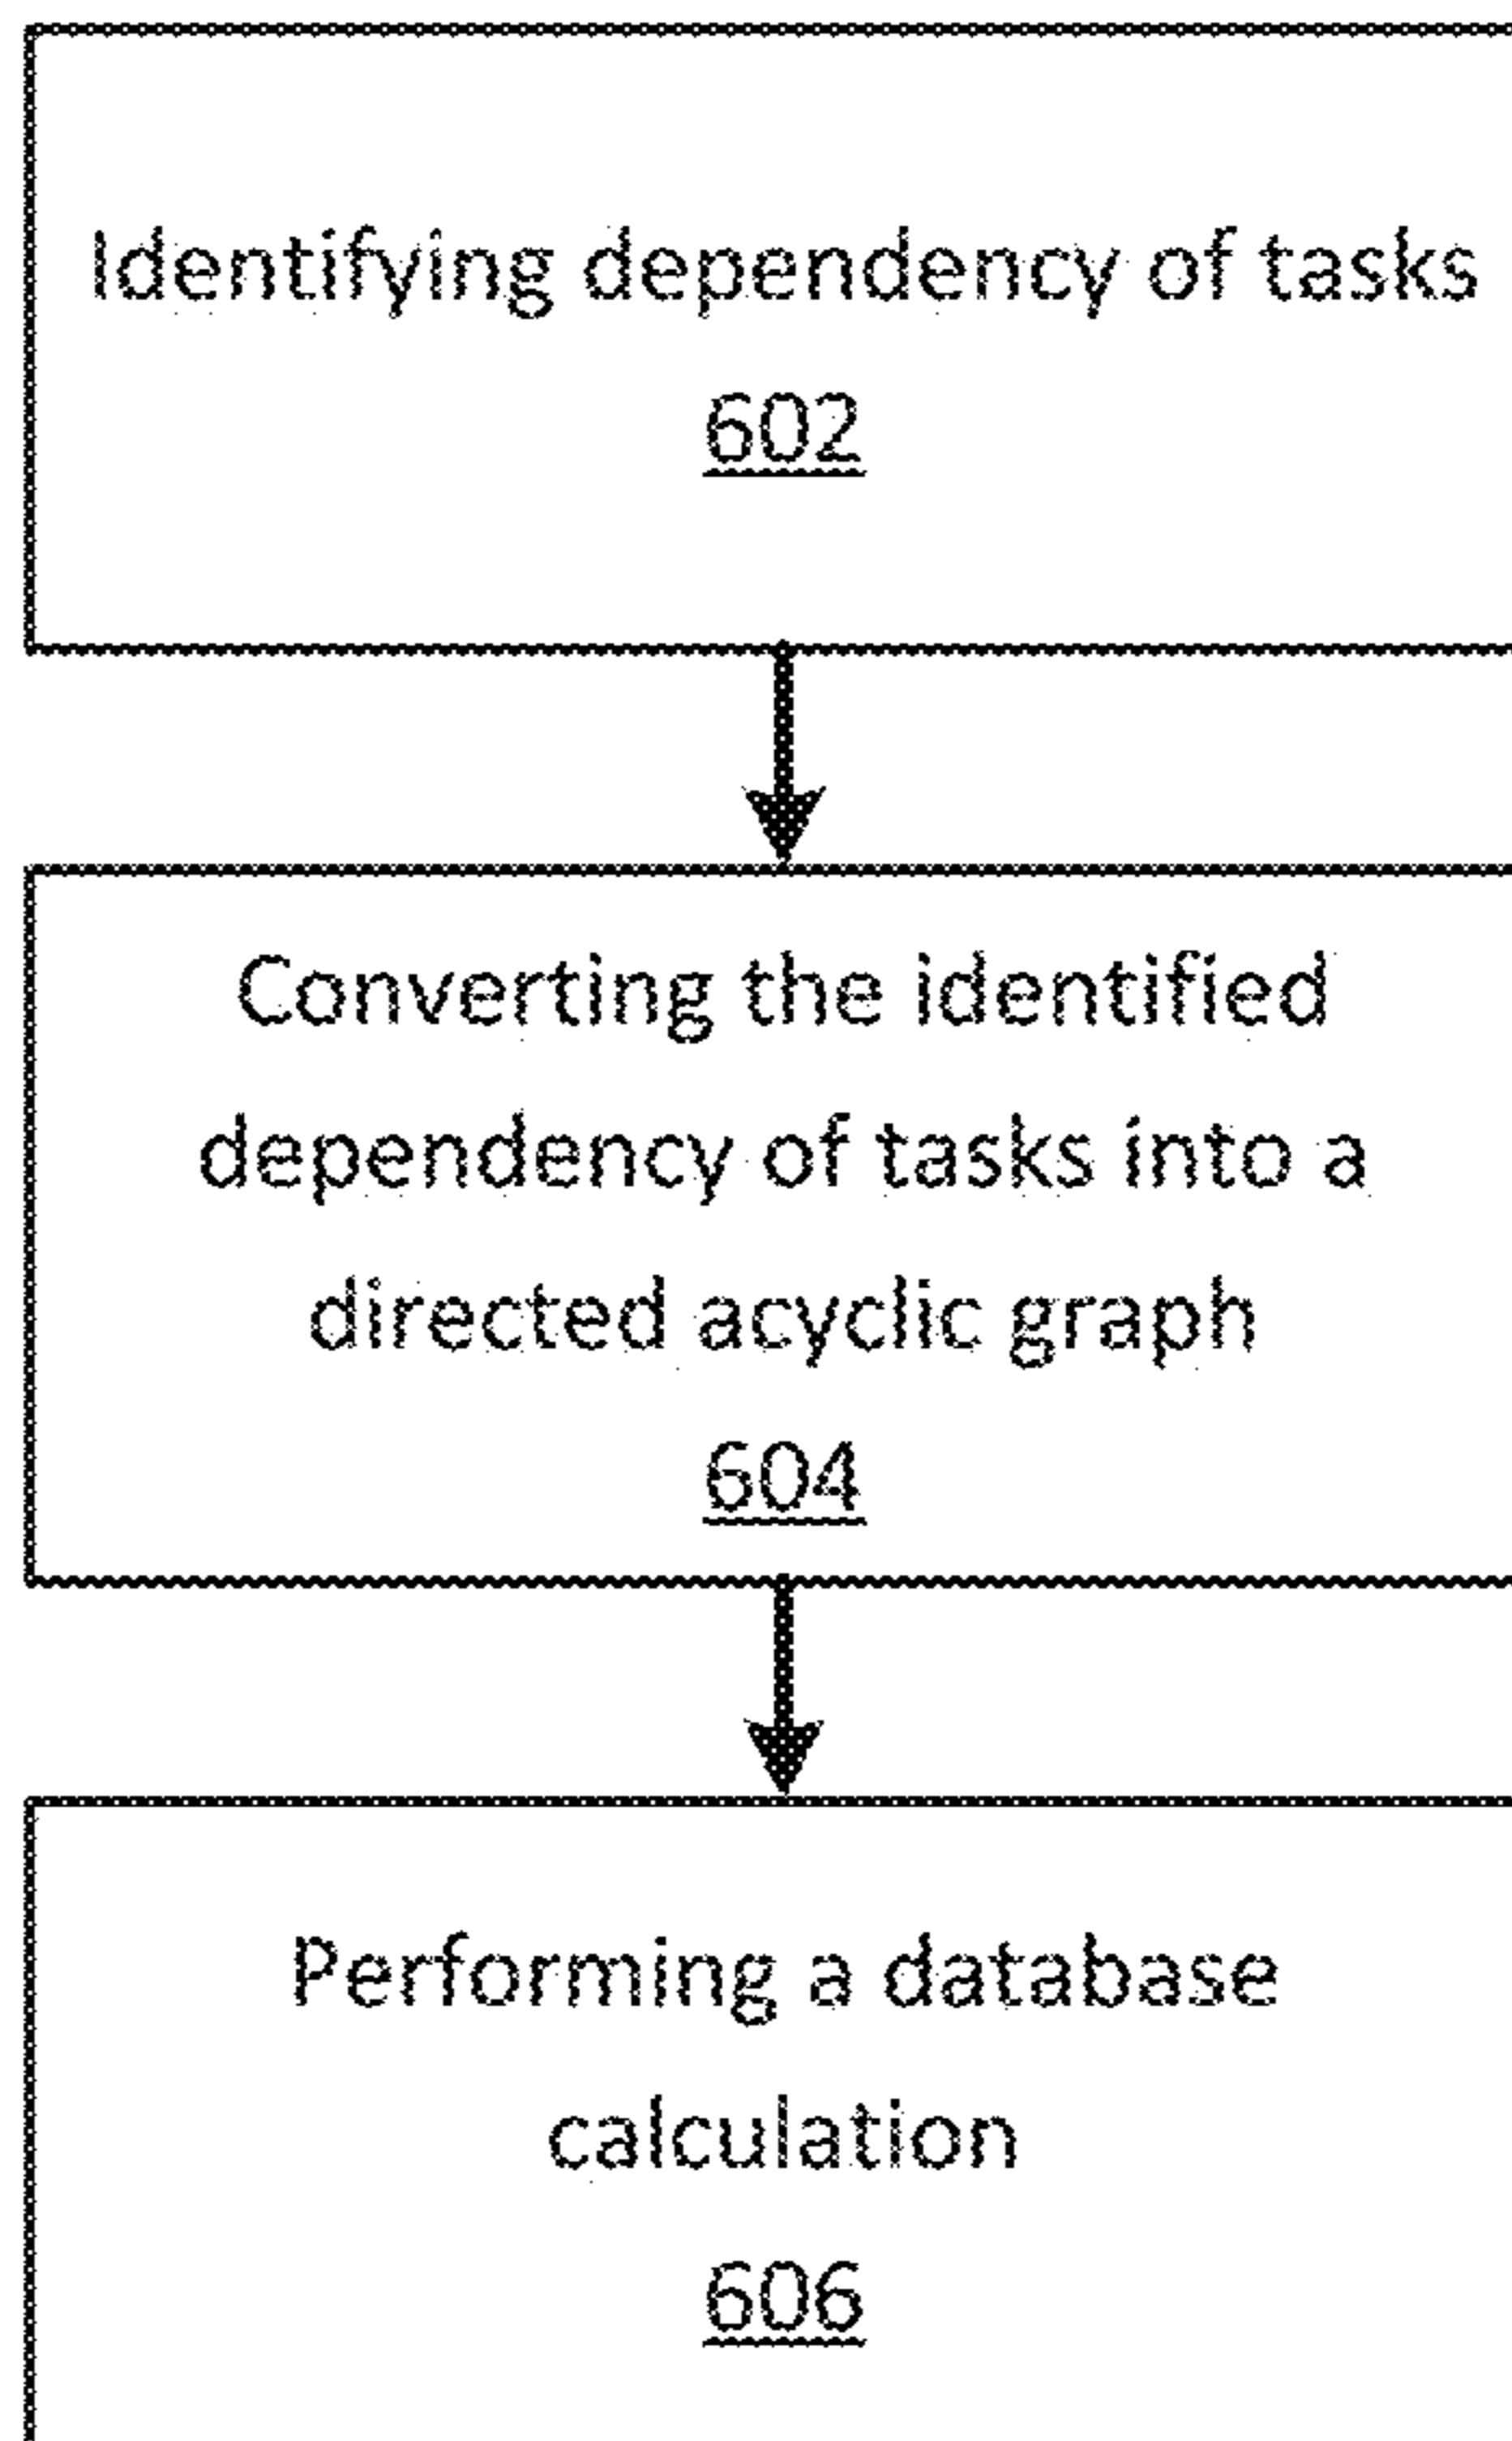 Identifying dependency of tasks
602
Converting the identified
dependency of tasks into a
directed acyclic graph
604
Performing a database
calculation
606